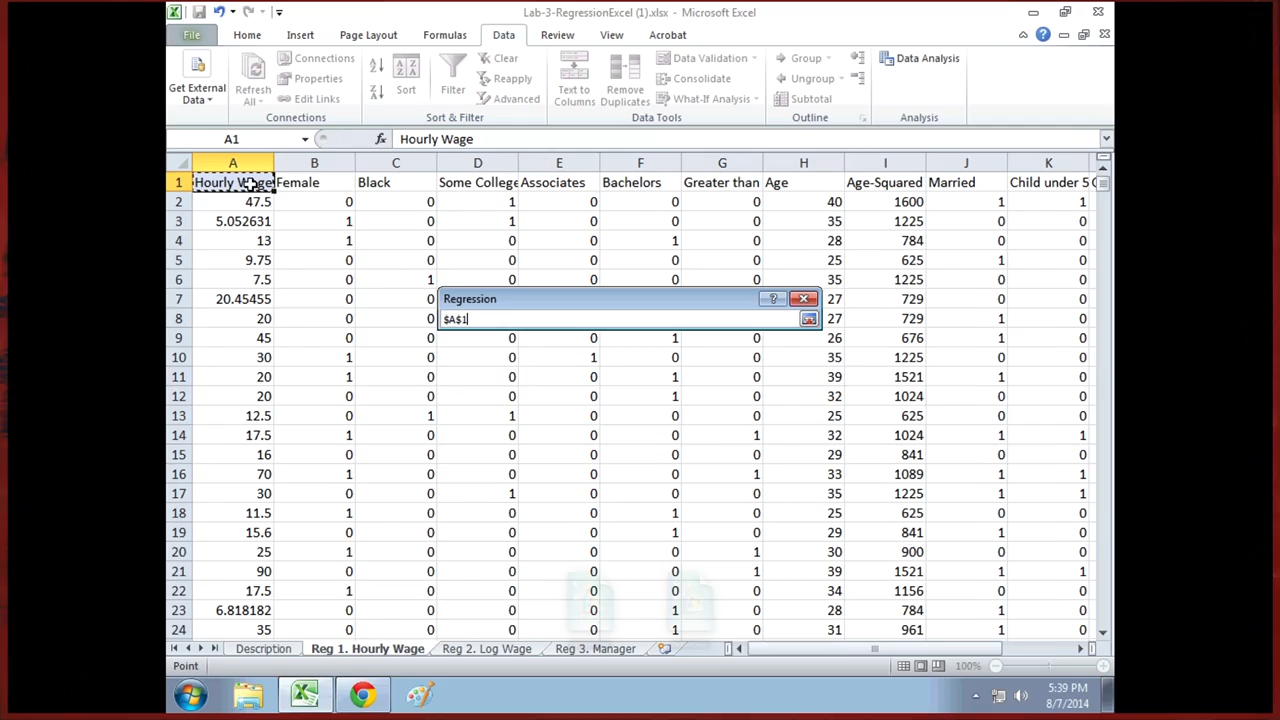 Lab-3-RegressionExcel (1).xlsx - Microsoft Excel
File Home Insert Page Layout Formulas Data Review View Acrobat
Get External Data
Refresh All
Connections
Properties
Edit Links
Connections
Sort
Filter
Clear
Reapply
Advanced
Sort & Filter
Text to Columns
Remove Duplicates
Data Validation
Consolidate
What-If Analysis
Data Tools
Group
Ungroup
Subtotal
Outline
Data Analysis
Analysis
A1 fx Hourly Wage
A B C D E F G H I J K
1 Hourly Wage Female Black Some College Associates Bachelors Greater than Age Age-Squared Married Child under 5
2 47.5 0 0 1 0 0 0 40 1600 1 1
3 5.052631 1 0 1 0 0 0 35 1225 0 0
4 13 1 0 0 0 1 0 28 784 0 0
5 9.75 0 0 0 0 0 0 25 625 1 0
6 7.5 0 1 0 0 0 0 35 1225 0 0
7 20.45455 0 0 27 729 0 0
8 20 0 0 27 729 1 0
9 45 0 0 0 0 1 0 26 676 1 0
10 30 1 0 0 1 0 0 35 1225 0 0
11 20 1 0 0 0 1 0 39 1521 1 0
12 20 0 0 0 0 1 0 32 1024 0 0
13 12.5 0 1 1 0 0 0 25 625 0 0
14 17.5 1 0 0 0 0 1 32 1024 1 0
15 16 0 0 0 0 0 0 29 841 0 0
16 70 1 0 0 0 0 1 33 1089 1 1
17 30 0 0 1 0 0 0 35 1225 1 1
18 11.5 1 0 0 0 1 0 25 625 0 0
19 15.6 0 0 0 0 1 0 29 841 1 0
20 25 1 0 0 0 0 1 30 900 0 0
21 90 0 0 0 0 0 1 39 1521 1 1
22 17.5 1 0 0 0 0 0 34 1156 0 0
23 6.818182 0 0 0 0 1 0 28 784 0 0
24 35 0 0 0 0 1 0 31 961 1 0
Regression
$A$1
Description Reg 1. Hourly Wage Reg 2. Log Wage Reg 3. Manager
Point 100%
5:39 PM
8/7/2014